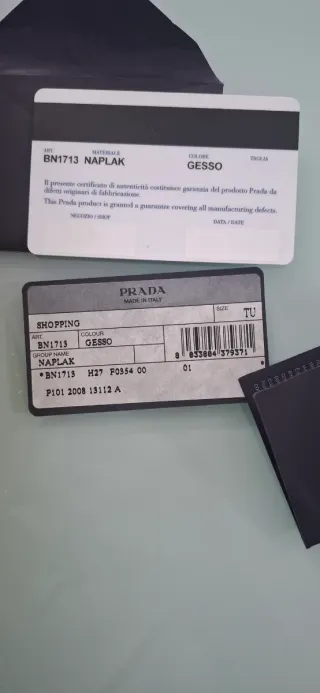 ART. MATERIALE COLORE TAGLIA
BN1713 NAPLAK GESSO
Il presente certificato di autenticità costituisce garanzia del prodotto Prada da
difetti originari di fabbricazione.
This Prada product is granted a guarantee covering all manufacturing defects.
NEGOZIO / SHOP DATA / DATE
PRADA
MADE IN ITALY
SIZE TU
SHOPPING
ART. COLOUR
BN1713 GESSO
GROUP NAME
NAPLAK
8 033804 379371
*BN1713 H27 F0354 00 01 *
P101 2008 13112 A